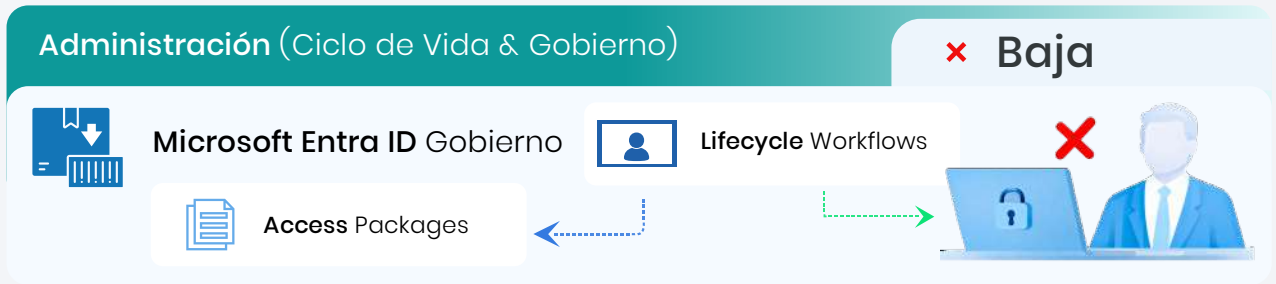 Administración (Ciclo de Vida & Gobierno)
Baja
Microsoft Entra ID Gobierno
Lifecycle Workflows
Access Packages